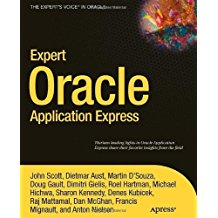 THE EXPERT'S VOICE® IN ORACLE
Expert
Oracle
Application Express
Thirteen leading lights in Oracle Application
Express share their favorite insights from the field
John Scott, Dietmar Aust, Martin D'Souza,
Doug Gault, Dimitri Gielis, Roel Hartman, Michael
Hichwa, Sharon Kennedy, Denes Kubicek,
Raj Mattamal, Dan McGhan, Francis
Mignault, and Anton Nielsen
Apress®